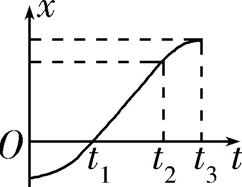 x
O t₁ t₂ t₃ t